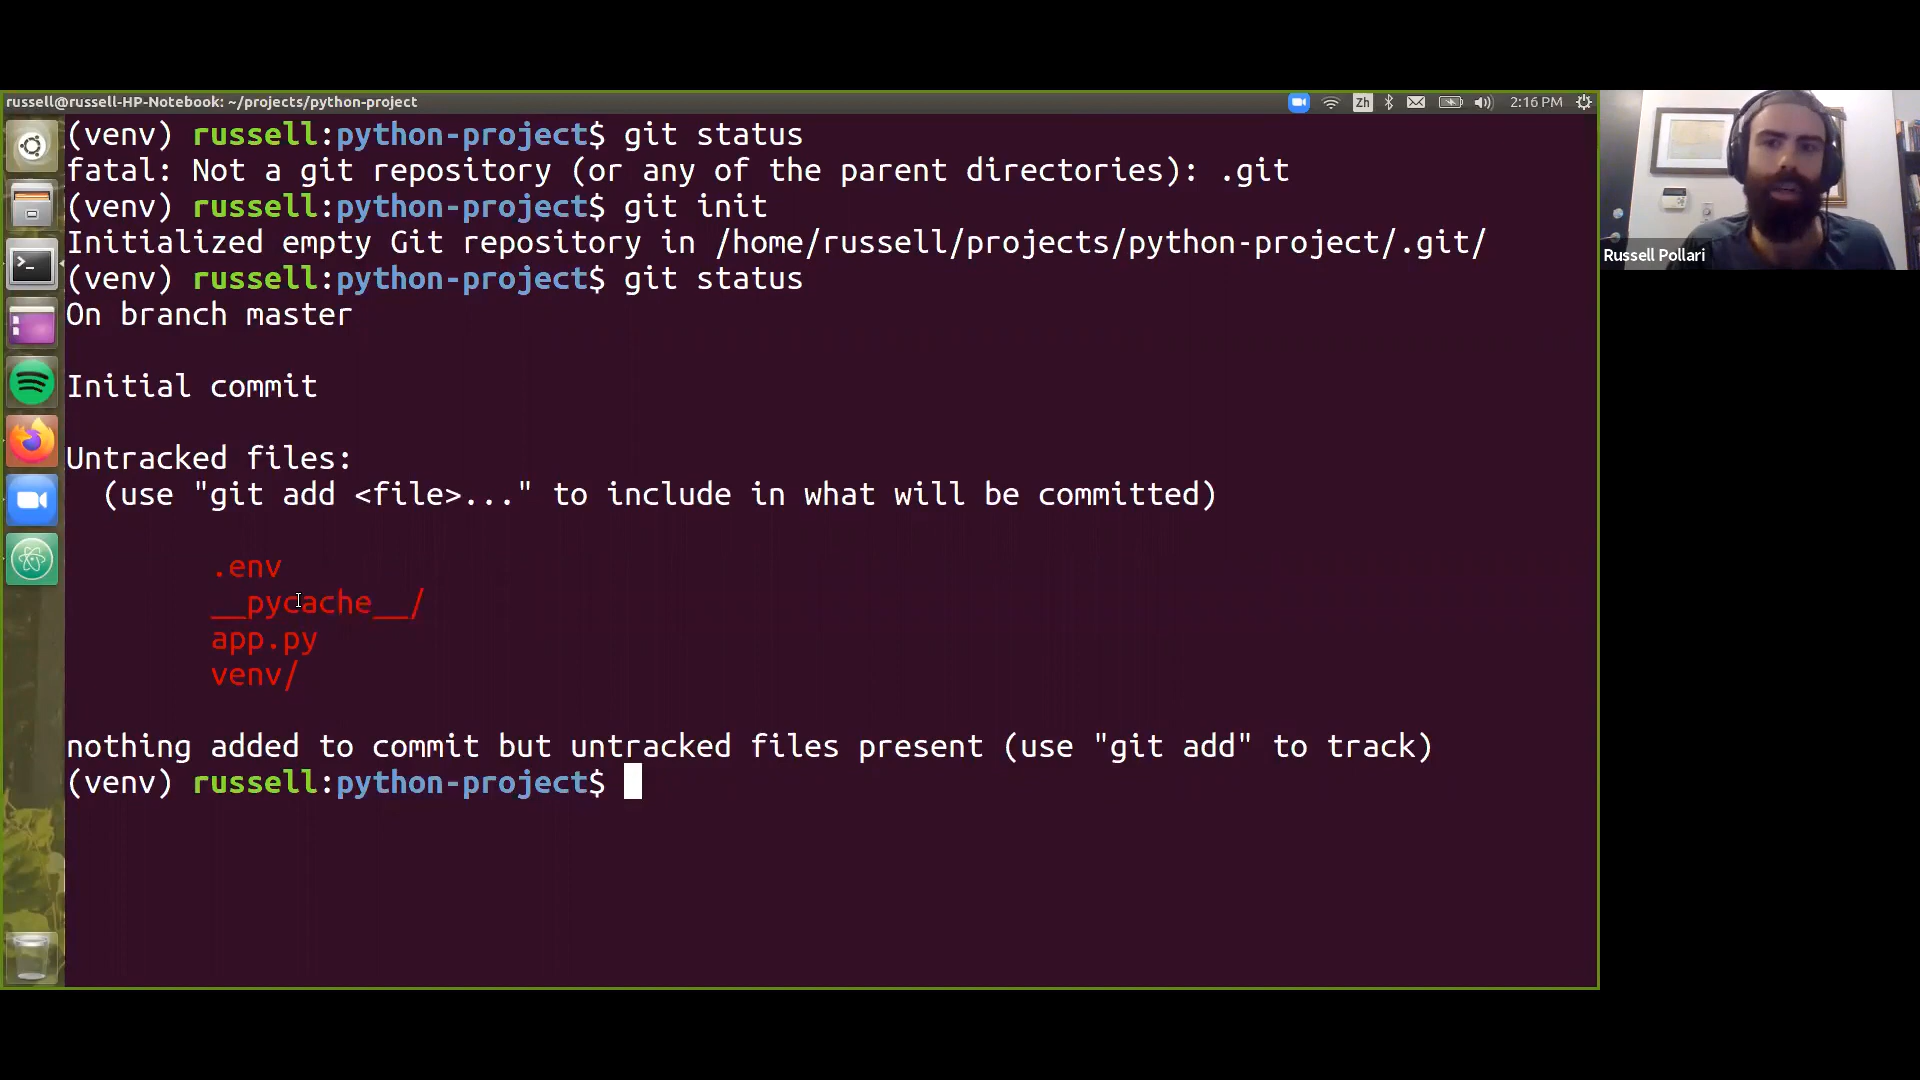 russell@russell-HP-Notebook: ~/projects/python-project
Zh
2:16 PM
(venv) russell:python-project$ git status
fatal: Not a git repository (or any of the parent directories): .git
(venv) russell:python-project$ git init
Initialized empty Git repository in /home/russell/projects/python-project/.git/
(venv) russell:python-project$ git status
On branch master
Initial commit
Untracked files:
  (use "git add <file>..." to include in what will be committed)
        .env
        __pycache__/
        app.py
        venv/
nothing added to commit but untracked files present (use "git add" to track)
(venv) russell:python-project$
Russell Pollari